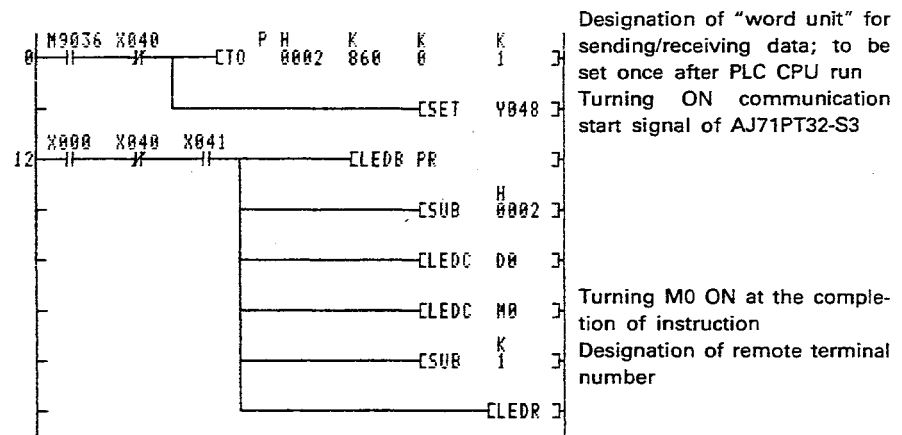 Designation of "word unit" for
M9036 X040 P H K K K sending/receiving data; to be
0 [TO 0002 860 0 1 ] set once after PLC CPU run
[SET Y048 ] Turning ON communication
start signal of AJ71PT32-S3
X000 X040 X041
12 [LEDB PR ]
H
[SUB 0002 ]
[LEDC D0 ]
[LEDC M0 ] Turning M0 ON at the comple-
tion of instruction
K Designation of remote terminal
[SUB 1 ] number
[LEDR ]